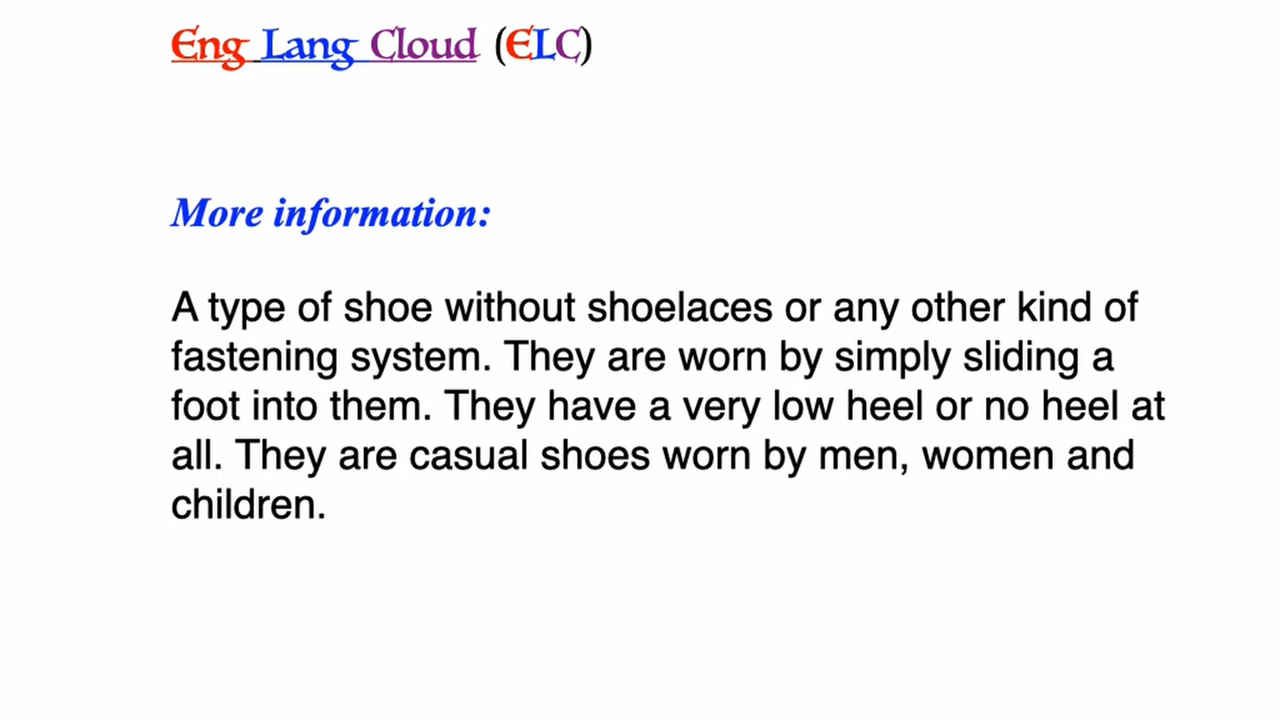 Eng Lang Cloud (ELC)
More information:
A type of shoe without shoelaces or any other kind of
fastening system. They are worn by simply sliding a
foot into them. They have a very low heel or no heel at
all. They are casual shoes worn by men, women and
children.